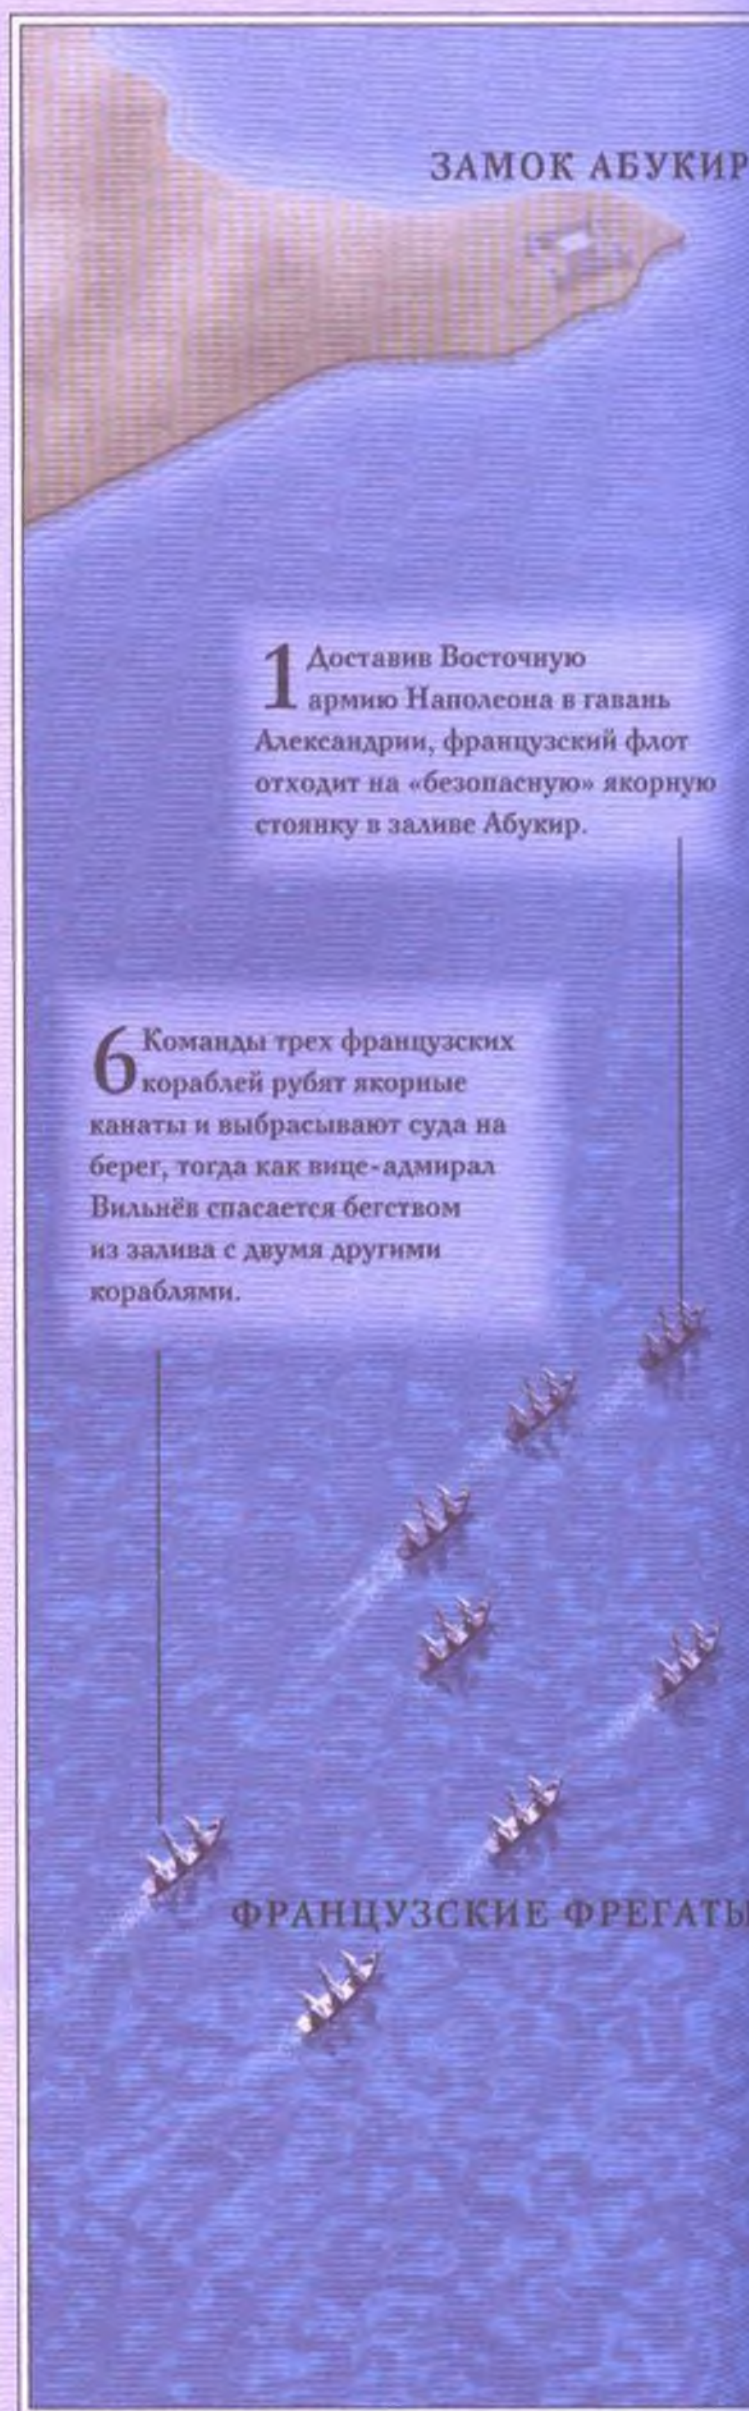 ЗАМОК АБУКИР
1 Доставив Восточную
армию Наполеона в гавань
Александрии, французский флот
отходит на «безопасную» якорную
стоянку в заливе Абукир.
6 Команды трех французских
кораблей рубят якорные
канаты и выбрасывают суда на
берег, тогда как вице-адмирал
Вильнёв спасается бегством
из залива с двумя другими
кораблями.
ФРАНЦУЗСКИЕ ФРЕГАТЫ